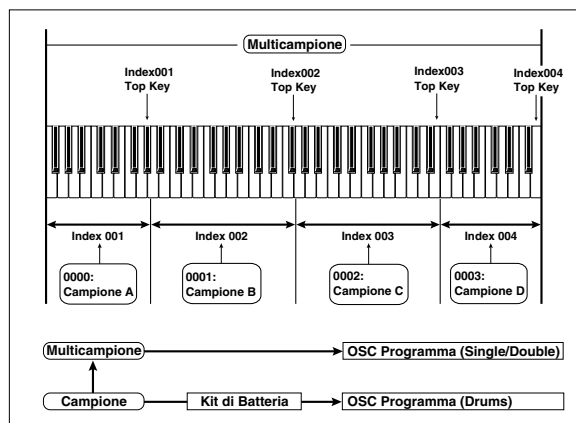 Multicampione
Index001
Top Key
Index002
Top Key
Index003
Top Key
Index004
Top Key
Index 001
Index 002
Index 003
Index 004
0000:
Campione A
0001:
Campione B
0002:
Campione C
0003:
Campione D
Multicampione
OSC Programma (Single/Double)
Campione
Kit di Batteria
OSC Programma (Drums)